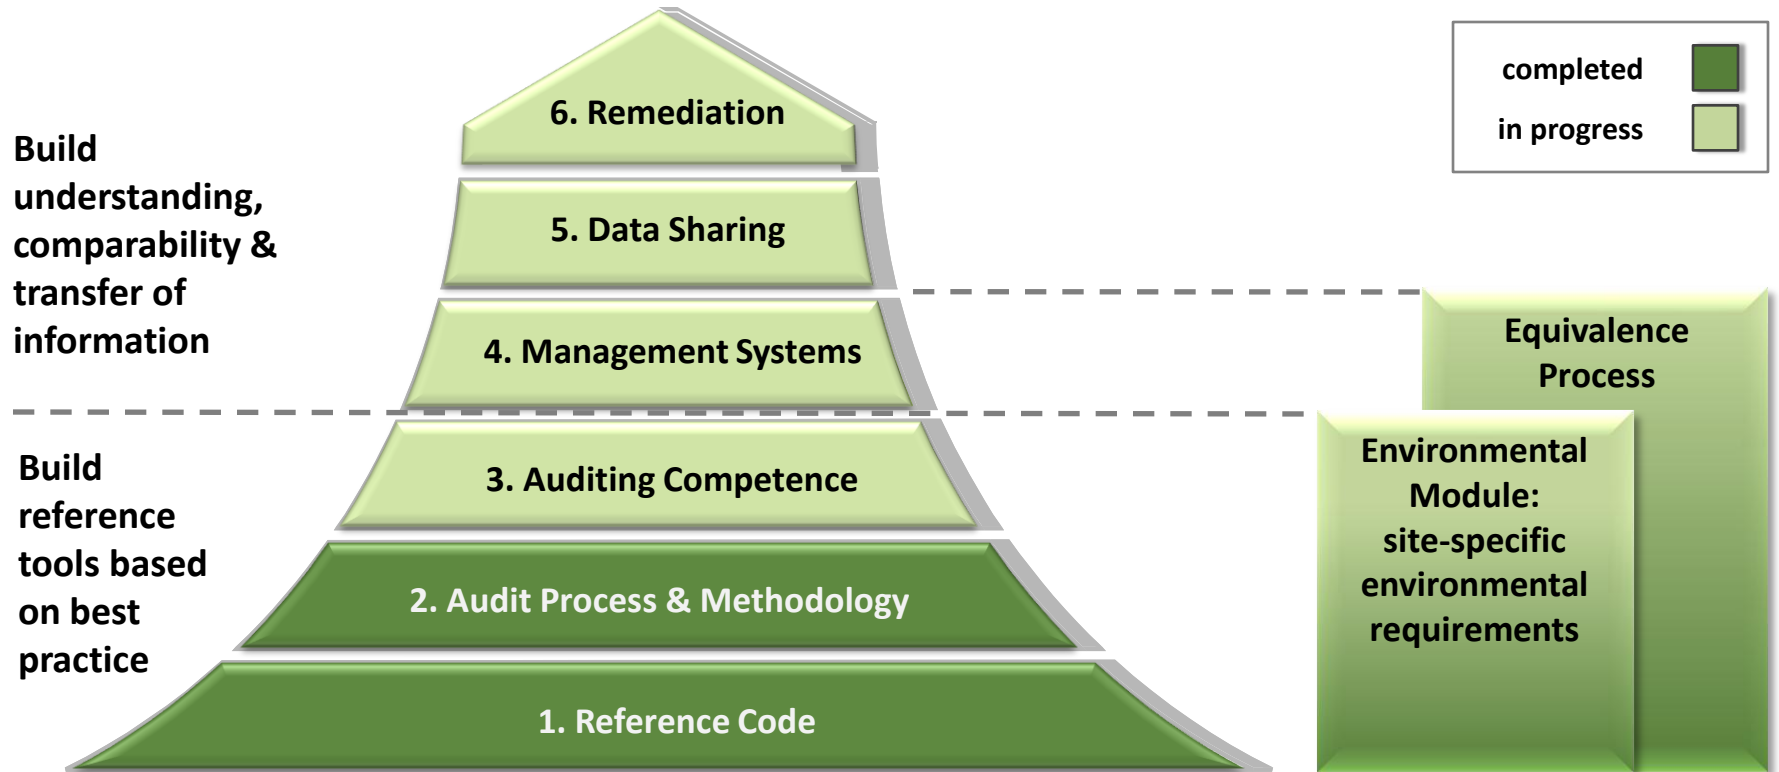 completed
in progress
Build
understanding,
comparability &
transfer of
information
Build
reference
tools based
on best
practice
6. Remediation
5. Data Sharing
4. Management Systems
3. Auditing Competence
2. Audit Process & Methodology
1. Reference Code
Equivalence
Process
Environmental
Module:
site-specific
environmental
requirements